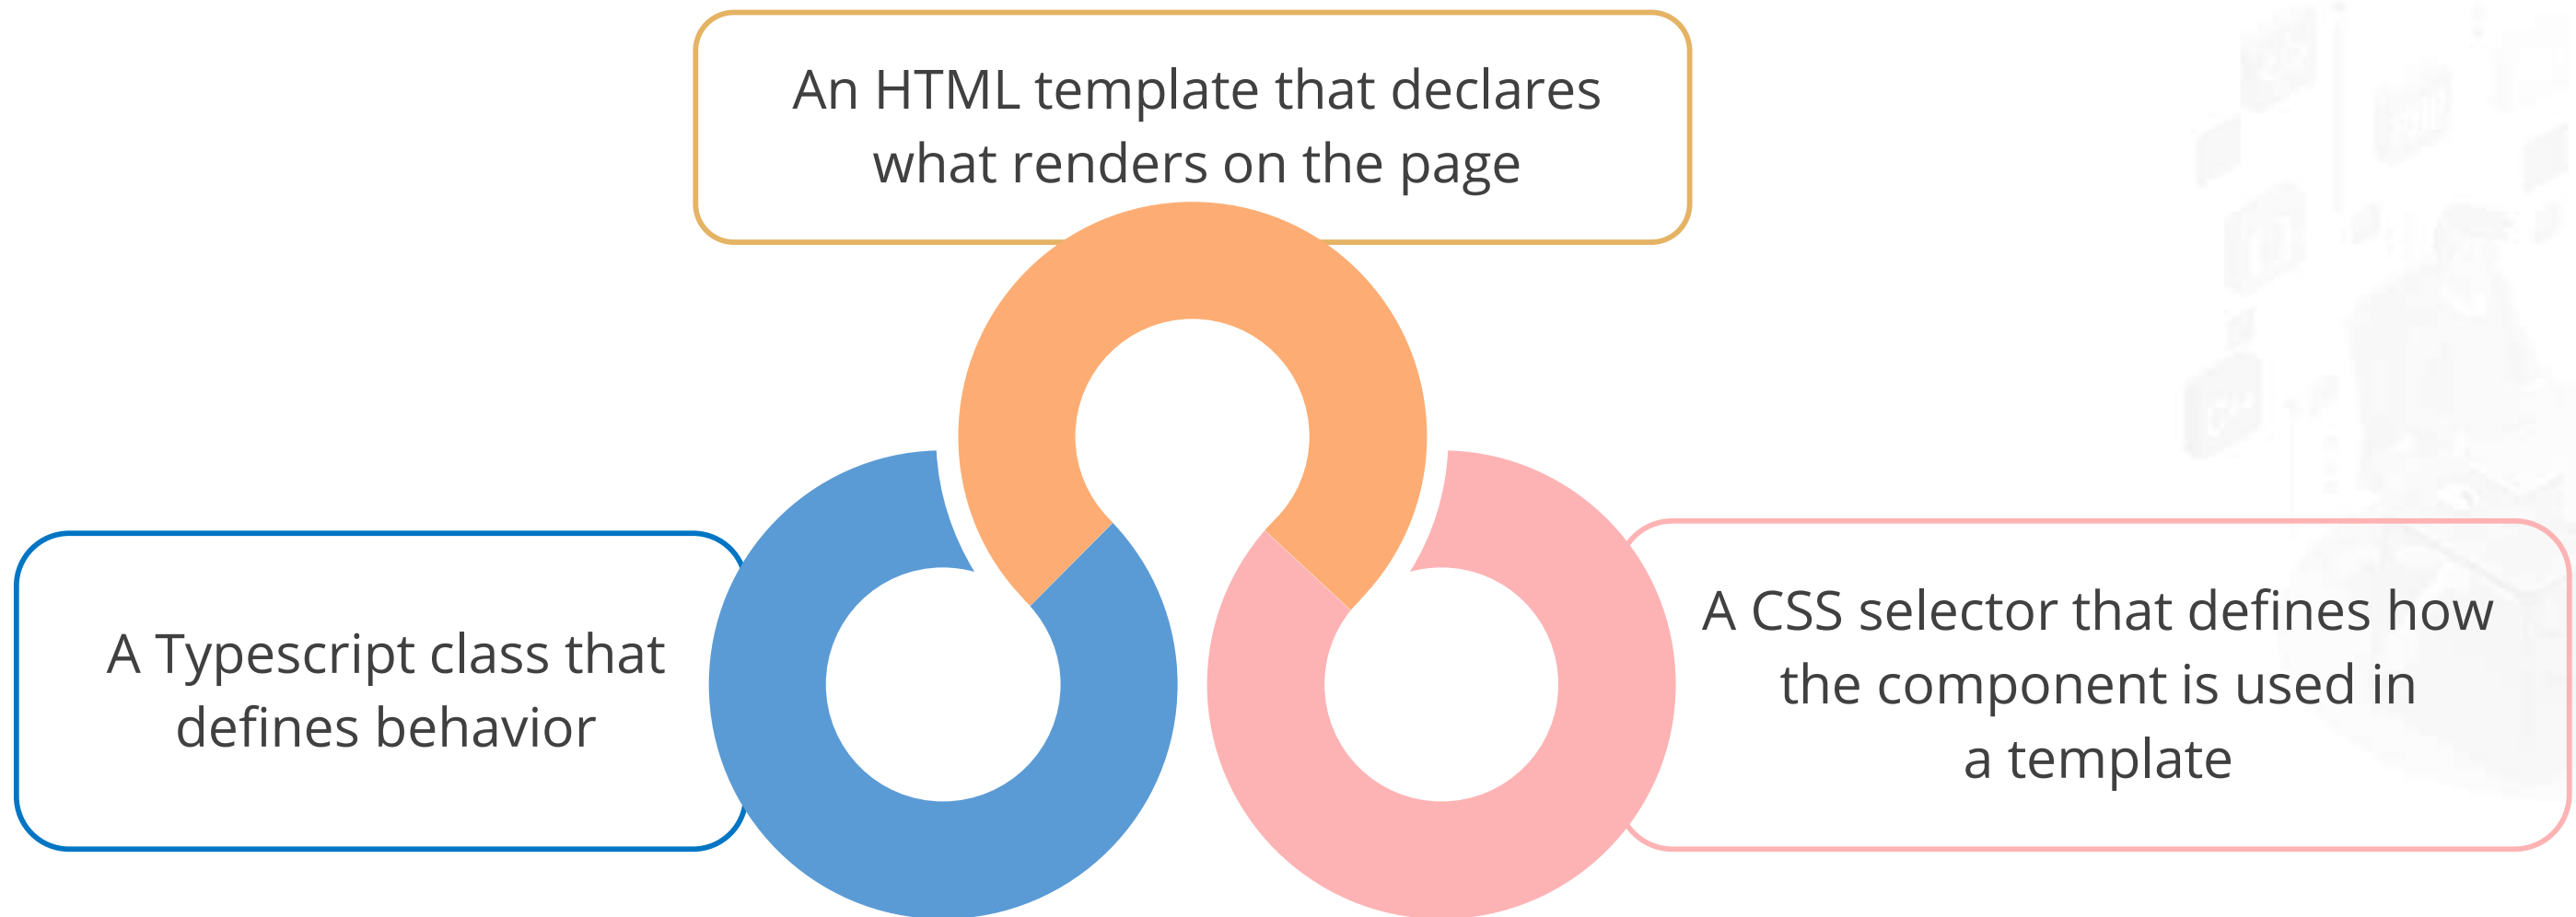 An HTML template that declares
what renders on the page
A Typescript class that
defines behavior
A CSS selector that defines how
the component is used in
a template